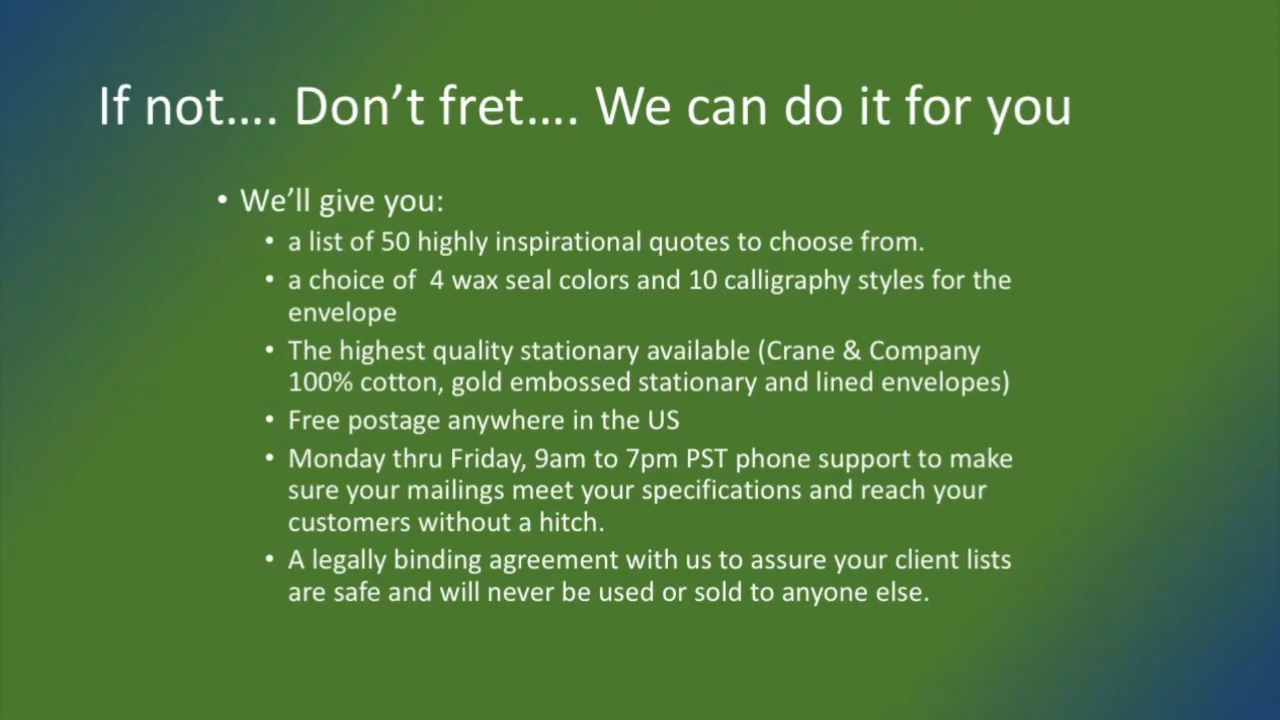 If not.... Don't fret.... We can do it for you
• We'll give you:
• a list of 50 highly inspirational quotes to choose from.
• a choice of  4 wax seal colors and 10 calligraphy styles for the
envelope
• The highest quality stationary available (Crane & Company
100% cotton, gold embossed stationary and lined envelopes)
• Free postage anywhere in the US
• Monday thru Friday, 9am to 7pm PST phone support to make
sure your mailings meet your specifications and reach your
customers without a hitch.
• A legally binding agreement with us to assure your client lists
are safe and will never be used or sold to anyone else.